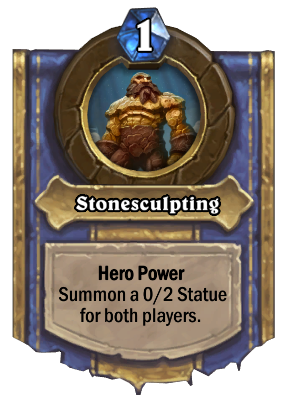 1
Stonesculpting
Hero Power
Summon a 0/2 Statue
for both players.